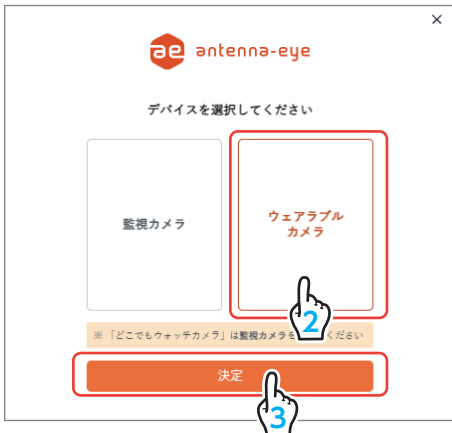 ×
ae antenna-eye
デバイスを選択してください
監視カメラ
ウェアラブル
カメラ
2
※「どこでもウォッチカメラ」は監視カメラを ください
決定
3